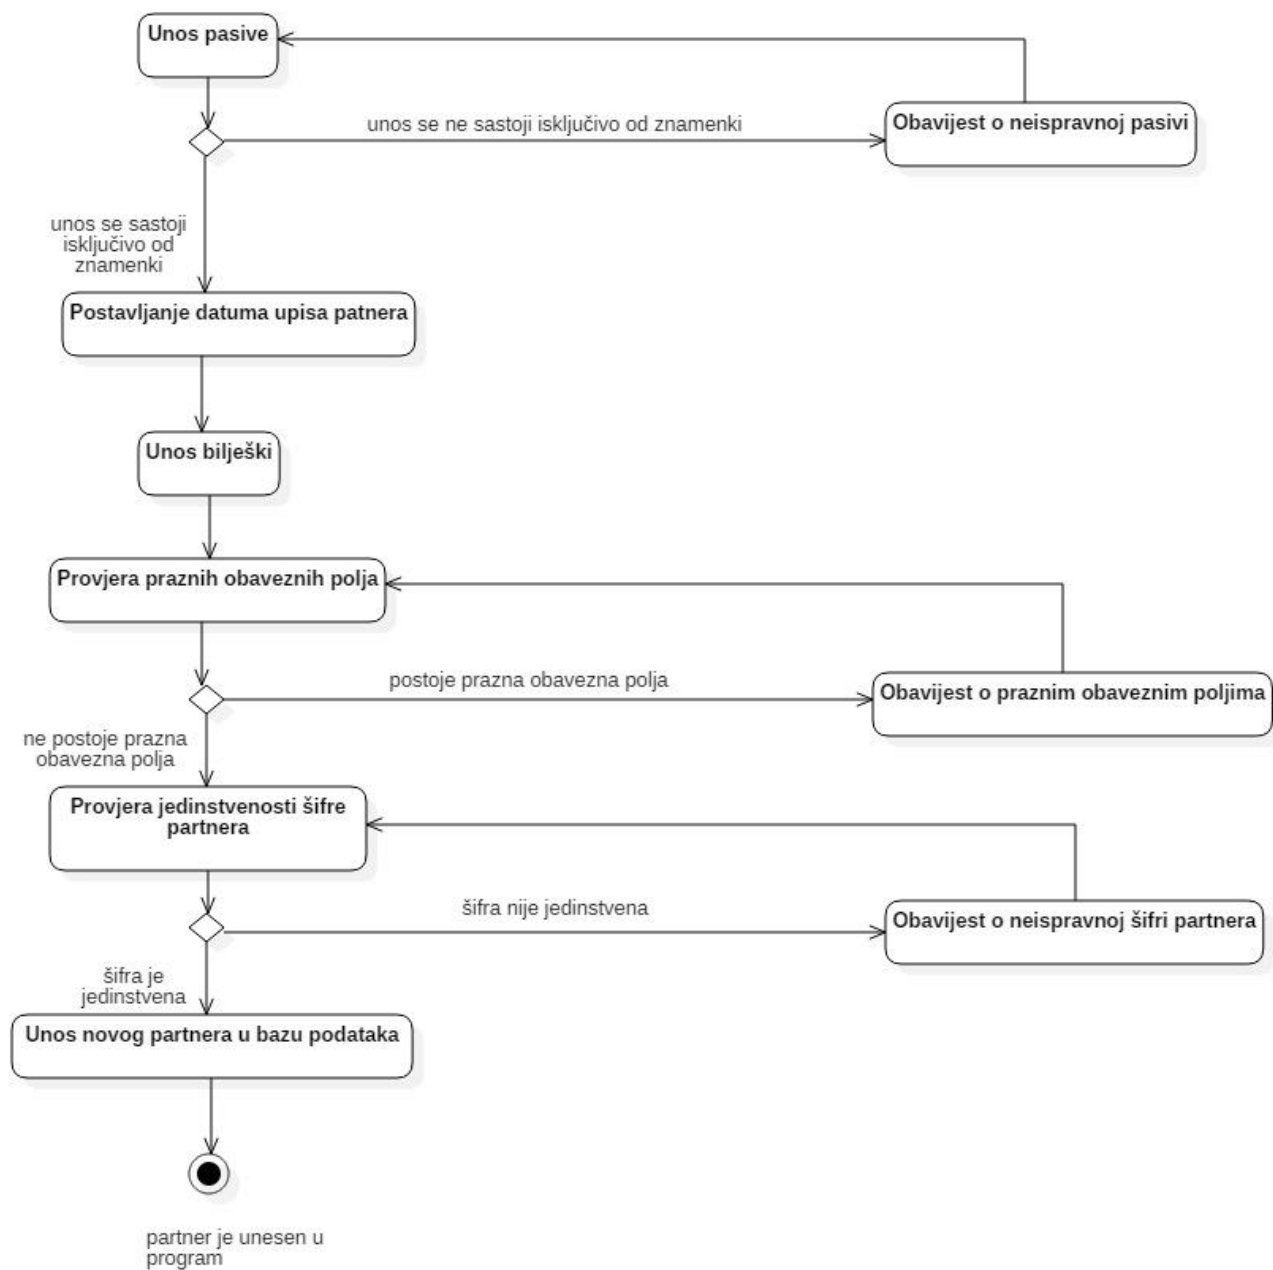 Unos pasive
unos se ne sastoji isključivo od znamenki
Obavijest o neispravnoj pasivi
unos se sastoji
isključivo od
znamenki
Postavljanje datuma upisa patnera
Unos bilješki
Provjera praznih obaveznih polja
postoje prazna obavezna polja
Obavijest o praznim obaveznim poljima
ne postoje prazna
obavezna polja
Provjera jedinstvenosti šifre
partnera
šifra nije jedinstvena
Obavijest o neispravnoj šifri partnera
šifra je
jedinstvena
Unos novog partnera u bazu podataka
partner je unesen u
program